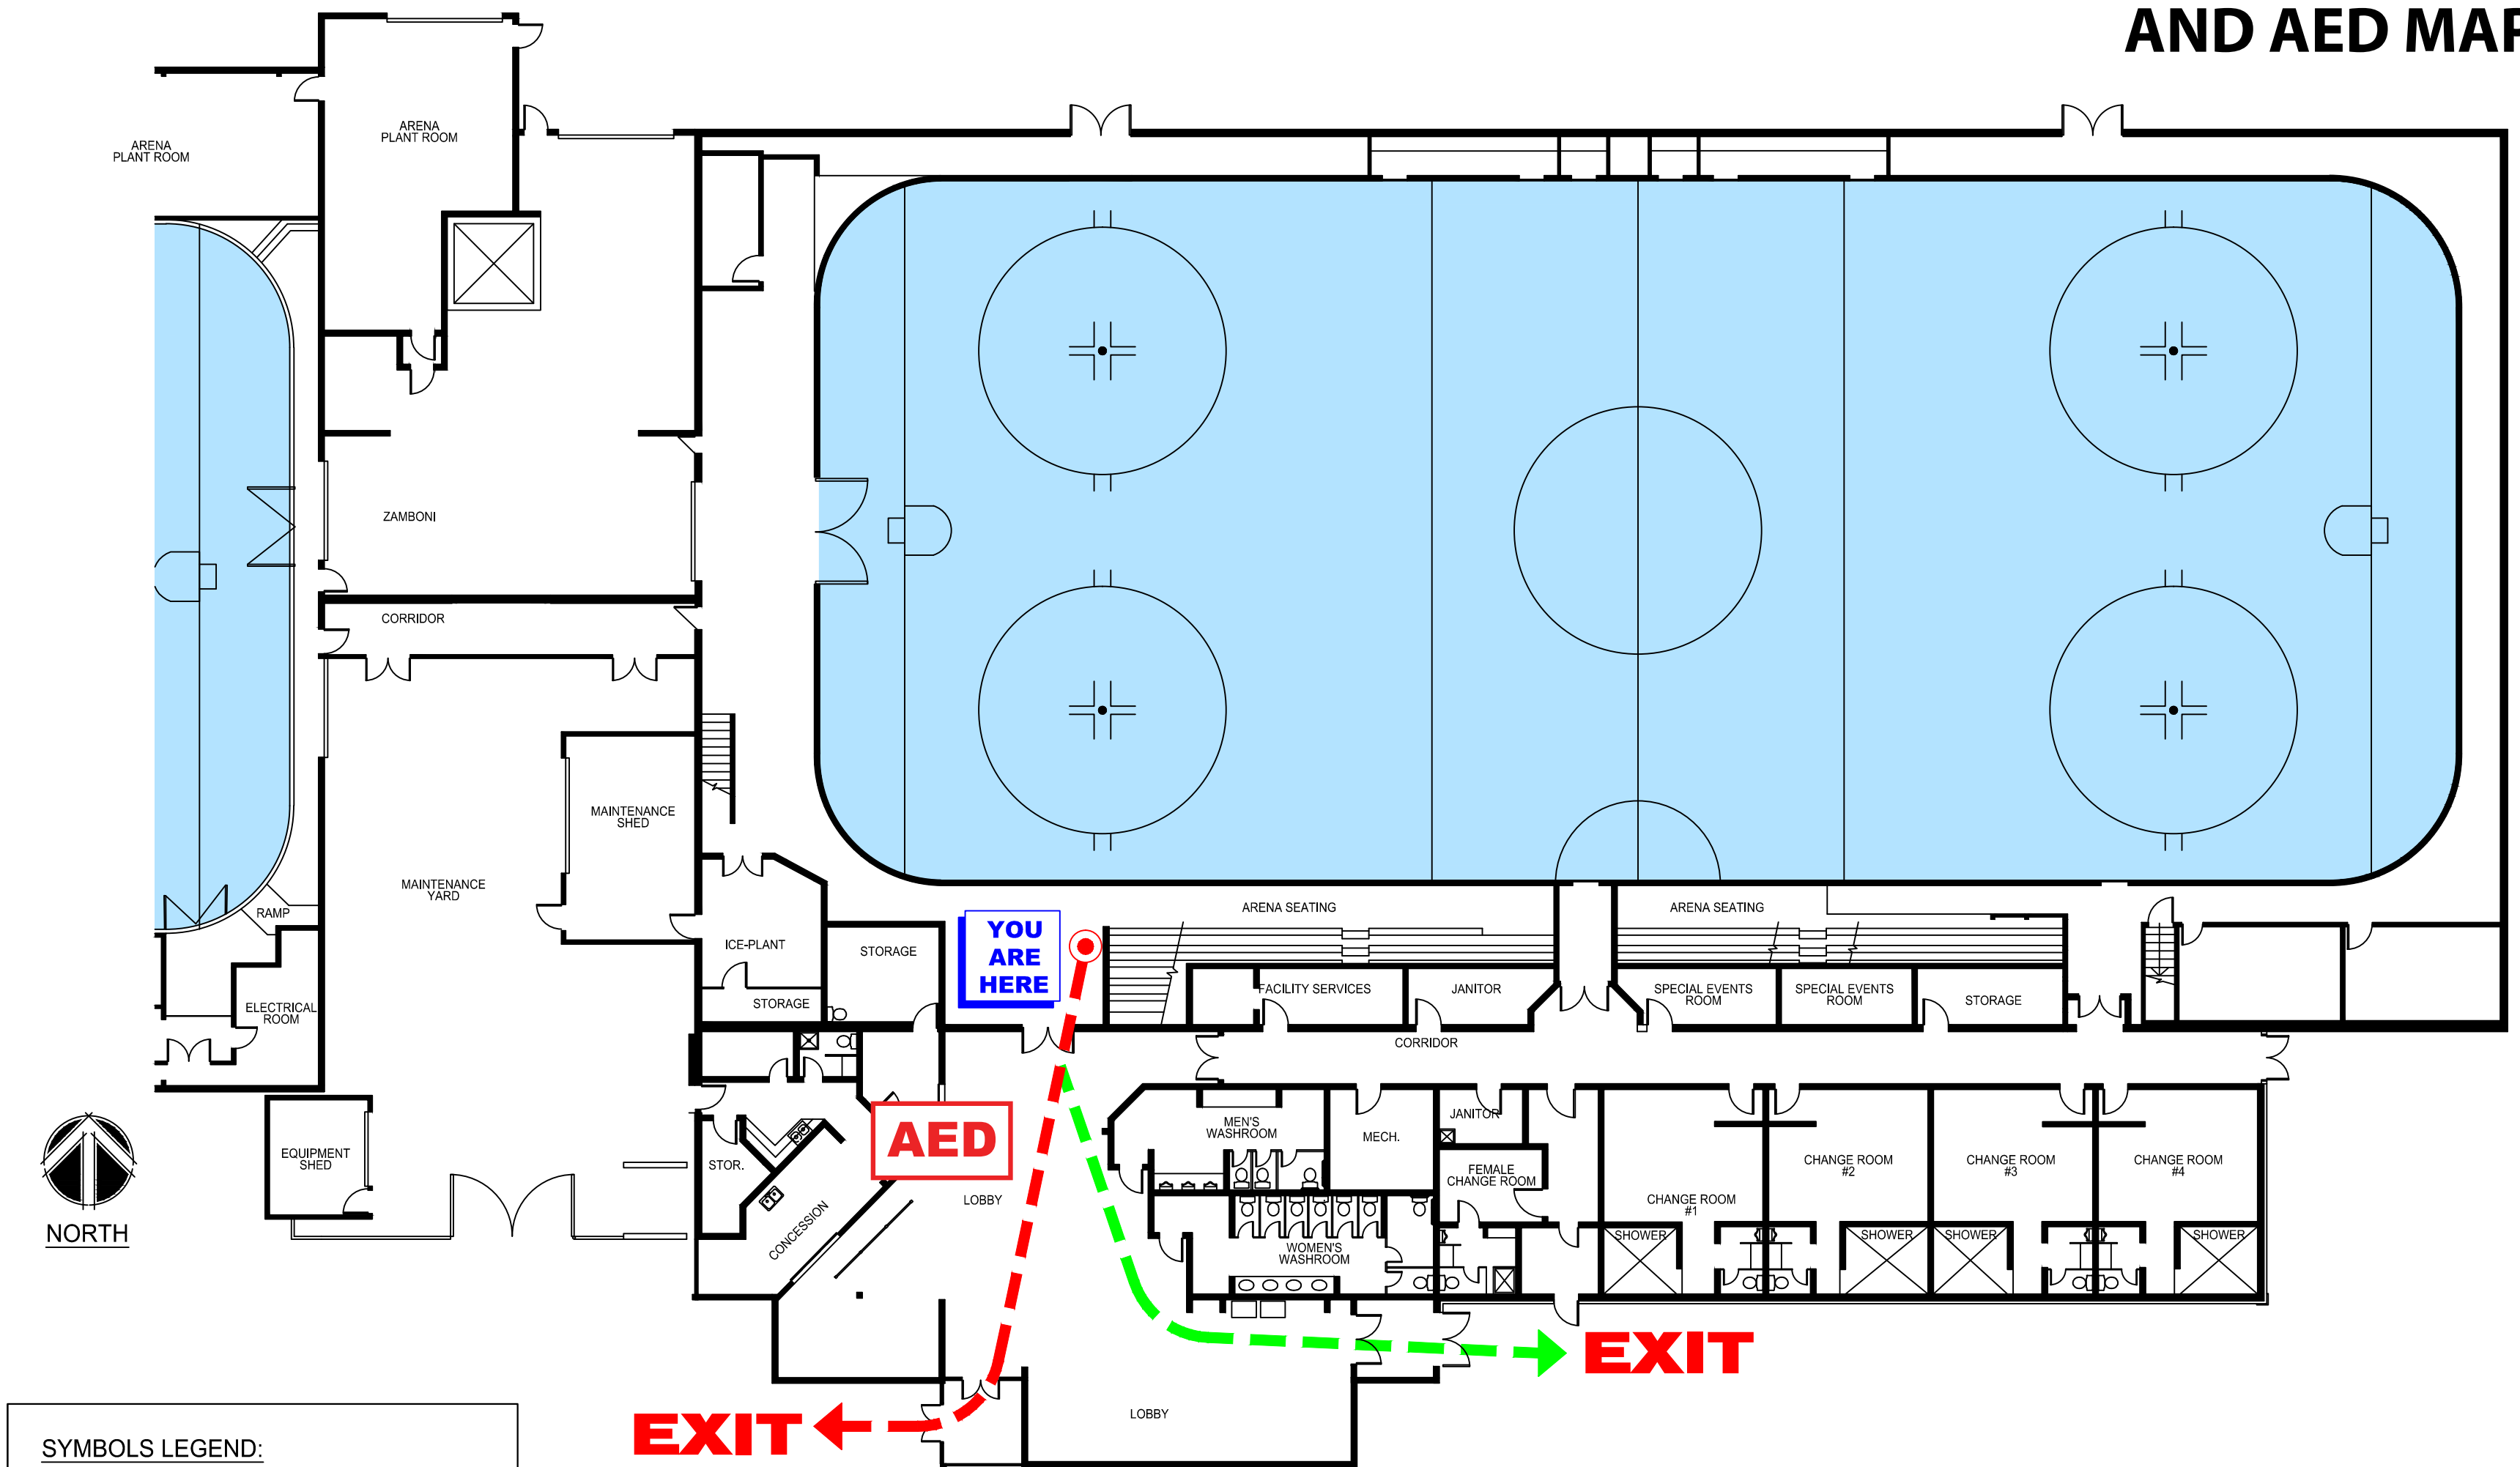 AND AED MAP
ARENA
PLANT ROOM
ARENA
PLANT ROOM
ZAMBONI
CORRIDOR
MAINTENANCE
SHED
MAINTENANCE
YARD
RAMP
ICE-PLANT
STORAGE
STORAGE
YOU
ARE
HERE
ARENA SEATING
ARENA SEATING
FACILITY SERVICES
JANITOR
SPECIAL EVENTS
ROOM
SPECIAL EVENTS
ROOM
STORAGE
ELECTRICAL
ROOM
CORRIDOR
AED
MEN'S
WASHROOM
MECH.
JANITOR
EQUIPMENT
SHED
STOR.
LOBBY
FEMALE
CHANGE ROOM
CHANGE ROOM
#1
CHANGE ROOM
#2
CHANGE ROOM
#3
CHANGE ROOM
#4
NORTH
CONCESSION
WOMEN'S
WASHROOM
SHOWER
SHOWER
SHOWER
SHOWER
EXIT
EXIT
LOBBY
SYMBOLS LEGEND: